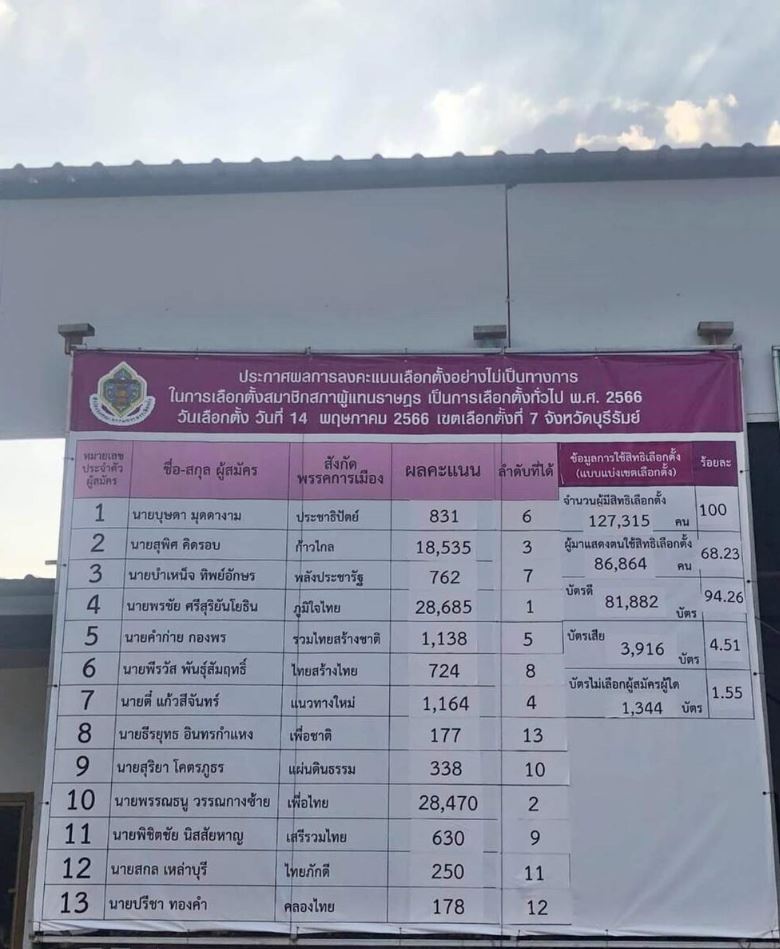 ประกาศผลการลงคะแนนเลือกตั้งอย่างไม่เป็นทางการ
ในการเลือกตั้งสมาชิกสภาผู้แทนราษฎร เป็นการเลือกตั้งทั่วไป พ.ศ. 2566
วันเลือกตั้ง วันที่ 14 พฤษภาคม 2566 เขตเลือกตั้งที่ 7 จังหวัดบุรีรัมย์
หมายเลขประจำตัวผู้สมัคร ชื่อ-สกุล ผู้สมัคร สังกัดพรรคการเมือง ผลคะแนน ลำดับที่ได้
1 นายบุษดา มุดดางาม ประชาธิปัตย์ 831 6
2 นายสุพิศ คิดรอบ ก้าวไกล 18,535 3
3 นายบำเหน็จ ทิพย์อักษร พลังประชารัฐ 762 7
4 นายพรชัย ศรีสุริยันโยธิน ภูมิใจไทย 28,685 1
5 นายคำก่าย กองพร รวมไทยสร้างชาติ 1,138 5
6 นายพีรวัส พันธุ์สัมฤทธิ์ ไทยสร้างไทย 724 8
7 นายตี๋ แก้วสีจันทร์ แนวทางใหม่ 1,164 4
8 นายธีรยุทธ อินทรกำแหง เพื่อชาติ 177 13
9 นายสุริยา โคตรภูธร แผ่นดินธรรม 338 10
10 นายพรรณธนู วรรณกางซ้าย เพื่อไทย 28,470 2
11 นายพิชิตชัย นิสสัยหาญ เสรีรวมไทย 630 9
12 นายสกล เหล่าบุรี ไทยภักดี 250 11
13 นายปรีชา ทองคำ คลองไทย 178 12
ข้อมูลการใช้สิทธิเลือกตั้ง
(แบบแบ่งเขตเลือกตั้ง) ร้อยละ
จำนวนผู้มีสิทธิเลือกตั้ง
127,315 คน 100
ผู้มาแสดงตนใช้สิทธิเลือกตั้ง
86,864 คน 68.23
บัตรดี
81,882 บัตร 94.26
บัตรเสีย
3,916 บัตร 4.51
บัตรไม่เลือกผู้สมัครผู้ใด
1,344 บัตร 1.55